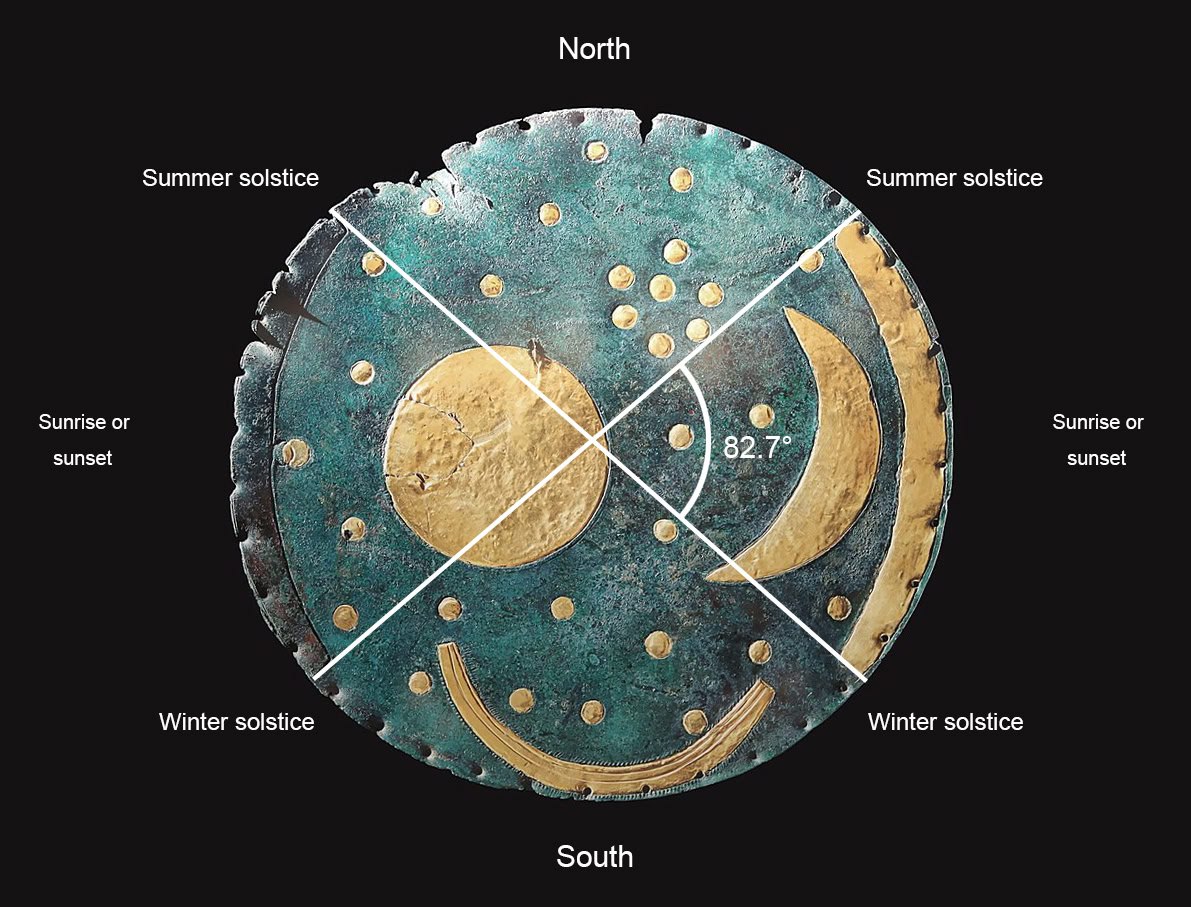 North
Summer solstice
Summer solstice
Sunrise or
sunset
82.7°
Sunrise or
sunset
Winter solstice
Winter solstice
South